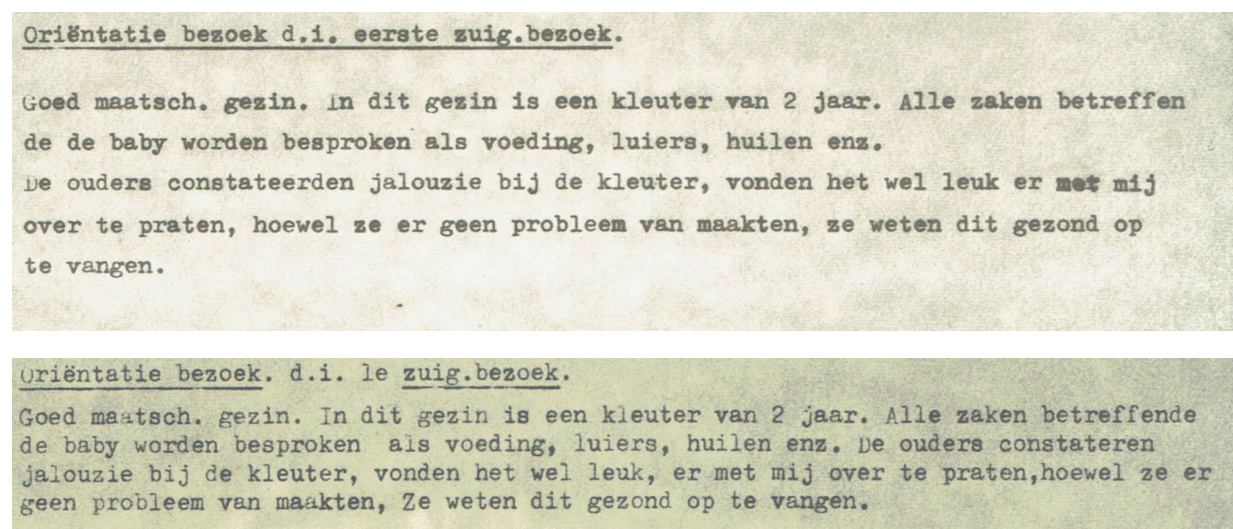 Oriëntatie bezoek d.i. eerste zuig.bezoek.
Goed maatsch. gezin. In dit gezin is een kleuter van 2 jaar. Alle zaken betreffen
de de baby worden besproken als voeding, luiers, huilen enz.
De ouders constateerden jalouzie bij de kleuter, vonden het wel leuk er met mij
over te praten, hoewel ze er geen probleem van maakten, ze weten dit gezond op
te vangen.
Oriëntatie bezoek. d.i. le zuig.bezoek.
Goed maatsch. gezin. In dit gezin is een kleuter van 2 jaar. Alle zaken betreffende
de baby worden besproken als voeding, luiers, huilen enz. De ouders constateren
jalouzie bij de kleuter, vonden het wel leuk, er met mij over te praten,hoewel ze er
geen probleem van maakten, Ze weten dit gezond op te vangen.